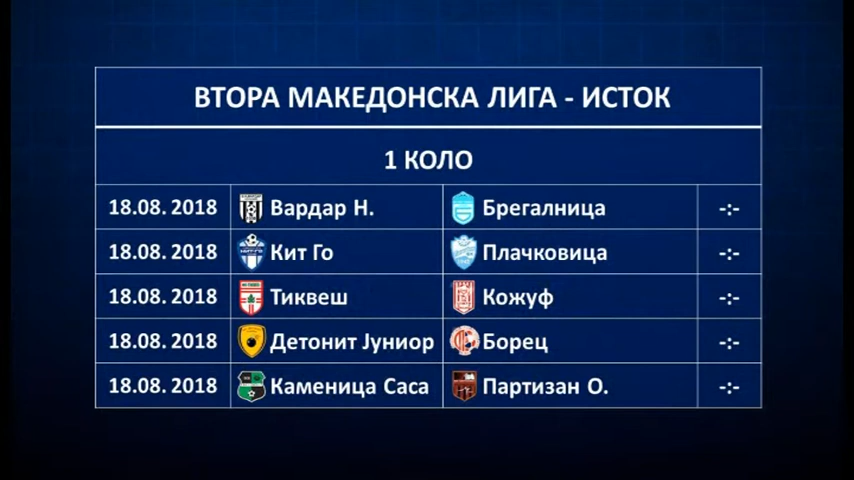 ВТОРА МАКЕДОНСКА ЛИГА - ИСТОК
1 КОЛО
18.08. 2018 Вардар Н. Брегалница -:-
18.08. 2018 Кит Го Плачковица -:-
18.08. 2018 Тиквеш Кожуф -:-
18.08. 2018 Детонит Јуниор Борец -:-
18.08. 2018 Каменица Саса Партизан О. -:-